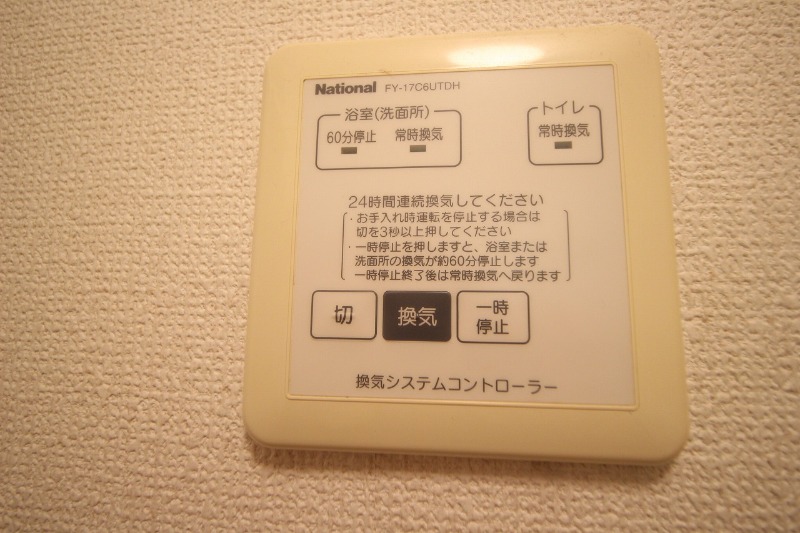 National FY-17C6UTDH
浴室(洗面所) トイレ
60分停止 常時換気 常時換気
24時間連続換気してください
・お手入れ時運転を停止する場合は
切を3秒以上押してください
・一時停止を押しますと、浴室または
洗面所の換気が約60分停止します
一時停止終了後は常時換気へ戻ります
切 換気 一時
停止
換気システムコントローラー